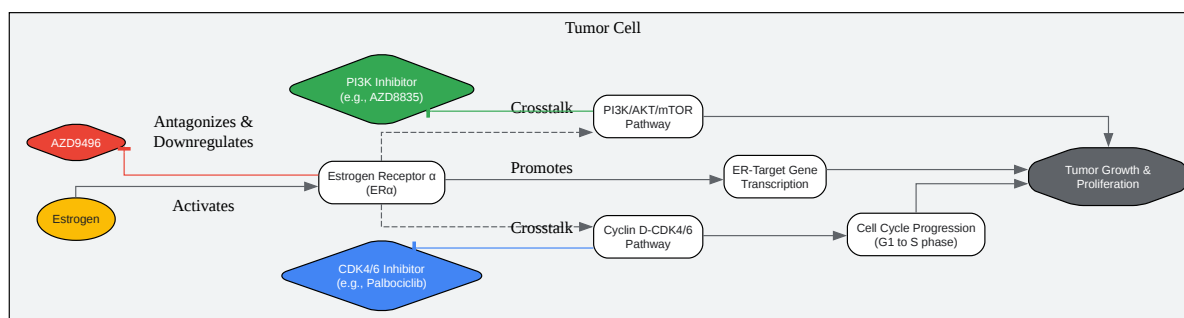 Tumor Cell
PI3K Inhibitor
(e.g., AZD8835)
Crosstalk
PI3K/AKT/mTOR
Pathway
Antagonizes &
Downregulates
AZD9496
Estrogen Receptor α
(ERα)
Promotes
ER-Target Gene
Transcription
Tumor Growth &
Proliferation
Activates
Estrogen
Crosstalk
Cyclin D-CDK4/6
Pathway
Cell Cycle Progression
(G1 to S phase)
CDK4/6 Inhibitor
(e.g., Palbociclib)